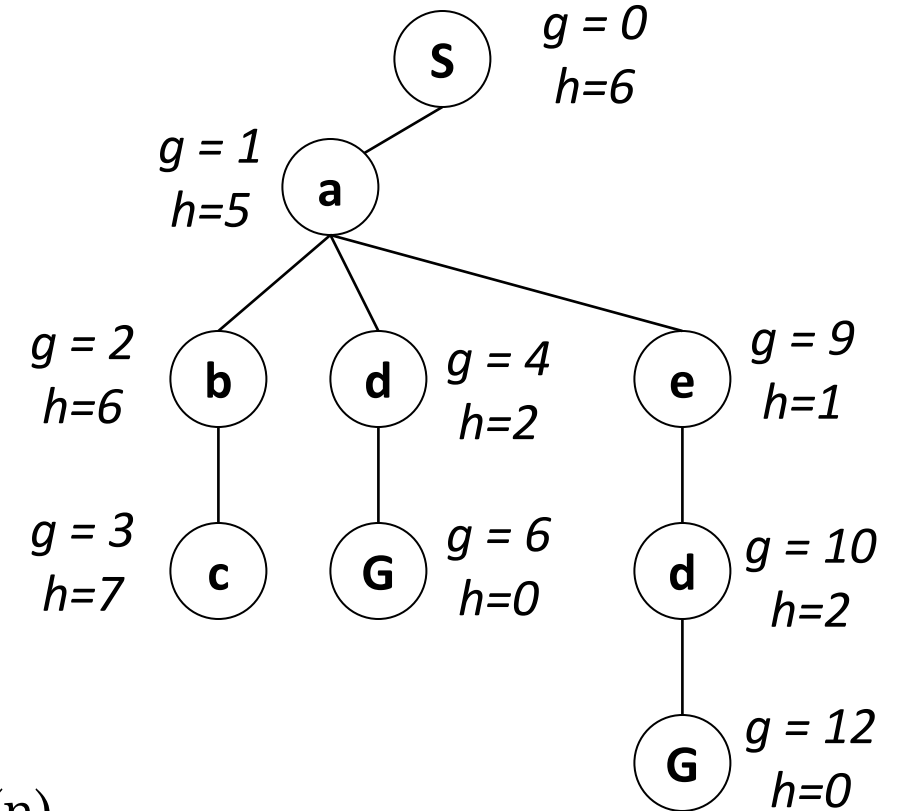 S
g = 0
h=6
g = 1
h=5
a
g = 2
h=6
b
d
g = 4
h=2
e
g = 9
h=1
g = 3
h=7
c
G
g = 6
h=0
d
g = 10
h=2
G
g = 12
h=0